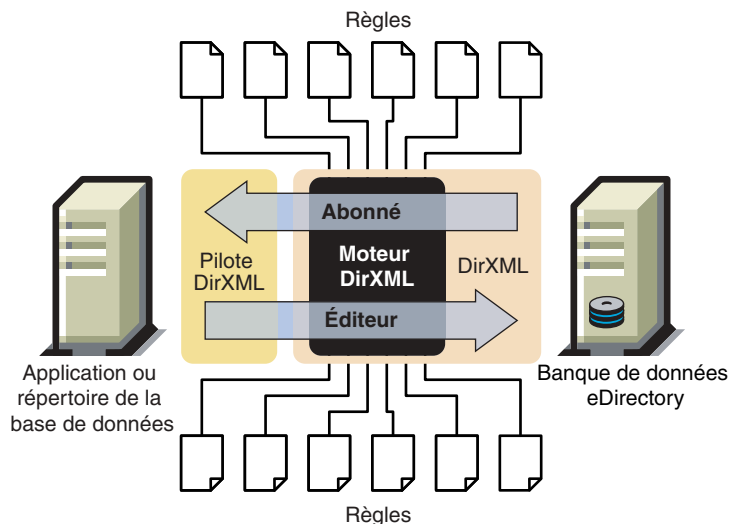 Règles
Abonné
Pilote
DirXML
Moteur
DirXML
DirXML
Éditeur
Application ou
répertoire de la
base de données
Banque de données
eDirectory
Règles